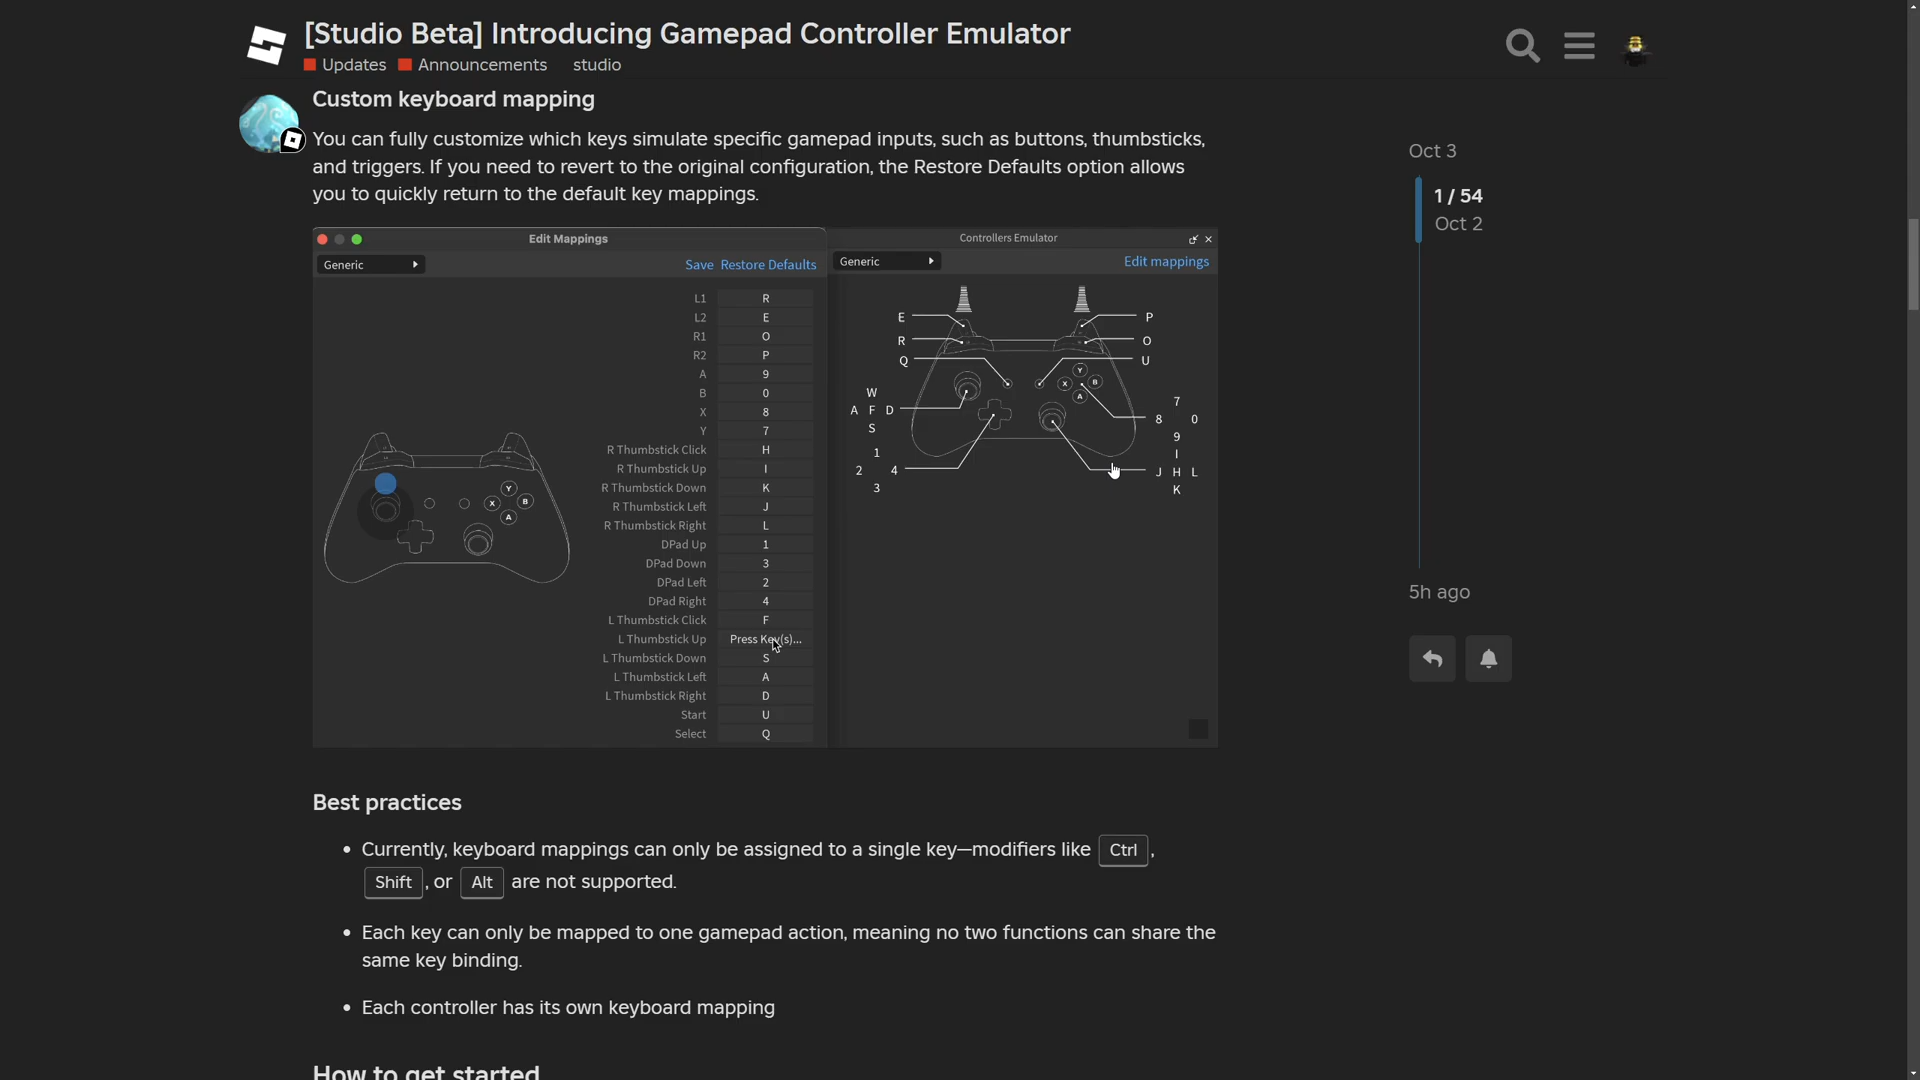 [Studio Beta] Introducing Gamepad Controller Emulator
Updates Announcements studio
Custom keyboard mapping
You can fully customize which keys simulate specific gamepad inputs, such as buttons, thumbsticks,
and triggers. If you need to revert to the original configuration, the Restore Defaults option allows
you to quickly return to the default key mappings.
Oct 3
1 / 54
Oct 2
5h ago
Edit Mappings
Generic Save Restore Defaults
L1 R
L2 E
R1 O
R2 P
A 9
B 0
X 8
Y 7
R Thumbstick Click H
R Thumbstick Up I
R Thumbstick Down K
R Thumbstick Left J
R Thumbstick Right L
DPad Up 1
DPad Down 3
DPad Left 2
DPad Right 4
L Thumbstick Click F
L Thumbstick Up Press Key(s)...
L Thumbstick Down S
L Thumbstick Left A
L Thumbstick Right D
Start U
Select Q
Y
X B
A
Controllers Emulator
Generic Edit mappings
E P
R O
Q U
Y
X B
A
W
A F D
S
1
2 4
3
7
8 0
9
I
J H L
K
Best practices
Currently, keyboard mappings can only be assigned to a single key—modifiers like Ctrl ,
Shift , or Alt are not supported.
Each key can only be mapped to one gamepad action, meaning no two functions can share the
same key binding.
Each controller has its own keyboard mapping
How to get started